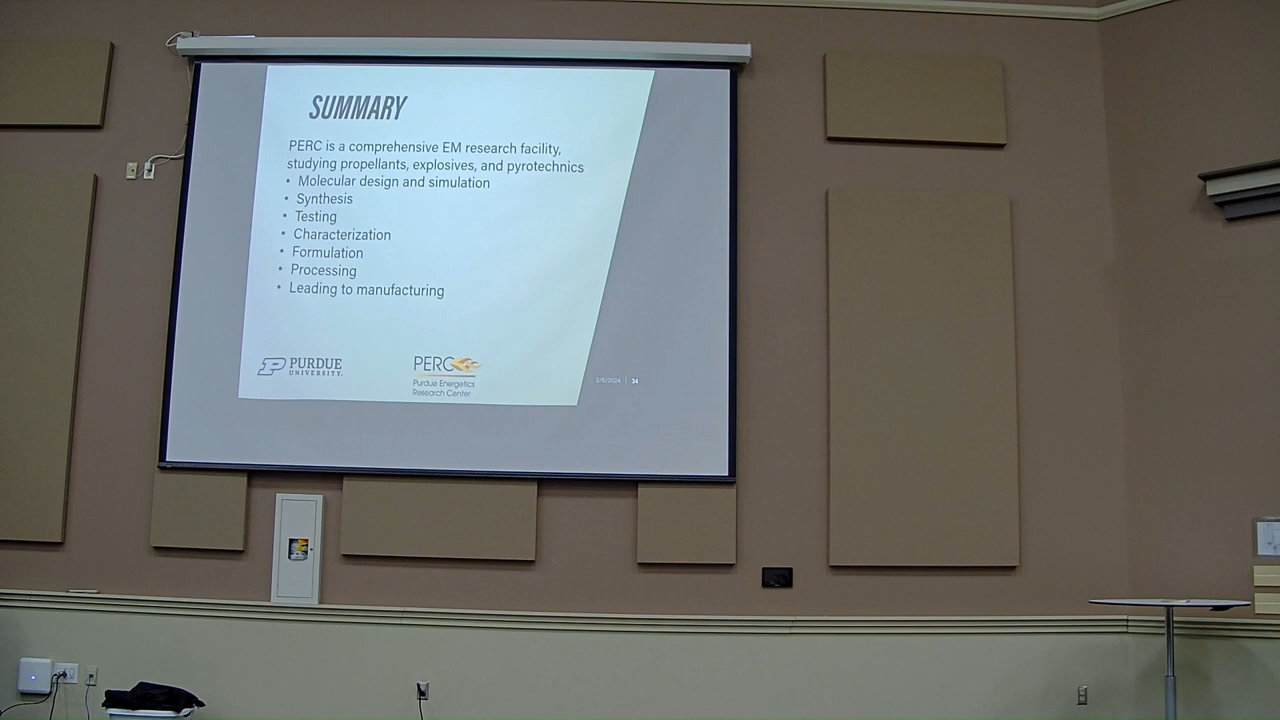 SUMMARY
PERC is a comprehensive EM research facility,
studying propellants, explosives, and pyrotechnics
• Molecular design and simulation
• Synthesis
• Testing
• Characterization
• Formulation
• Processing
• Leading to manufacturing
PURDUE
UNIVERSITY.
PERC
Purdue Energetics
Research Center
34